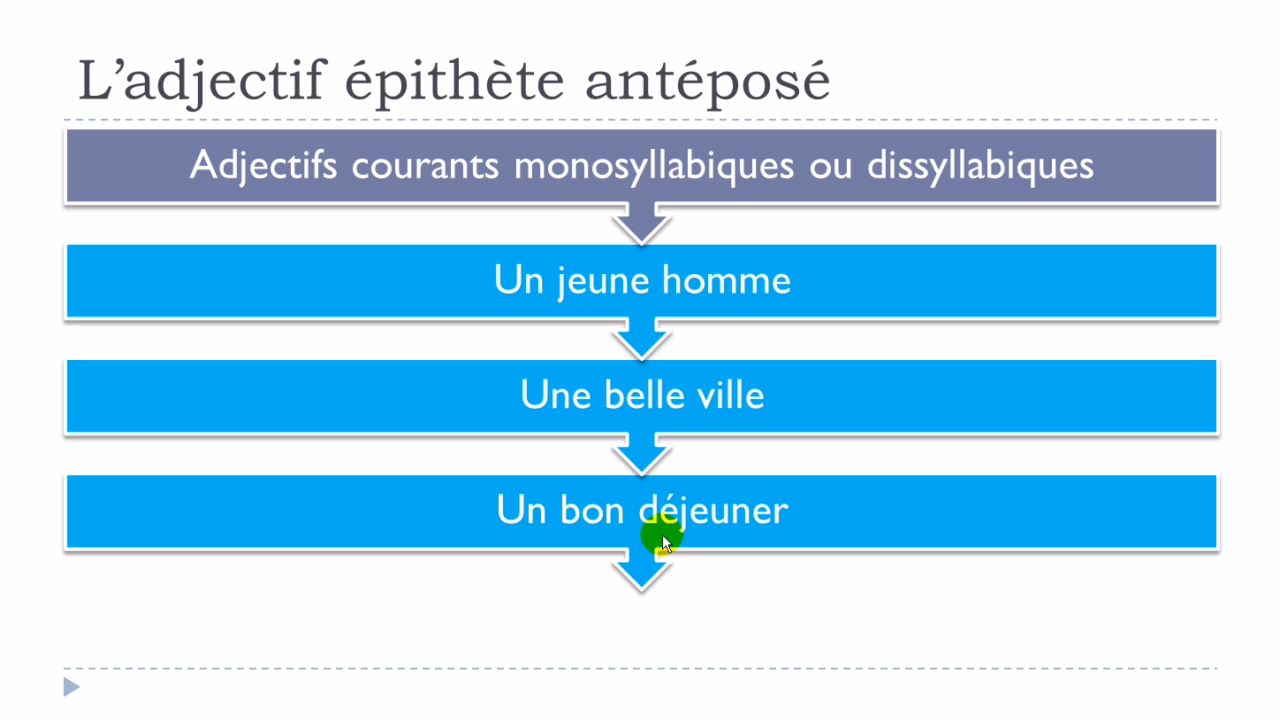 L’adjectif épithète antéposé
Adjectifs courants monosyllabiques ou dissyllabiques
Un jeune homme
Une belle ville
Un bon déjeuner